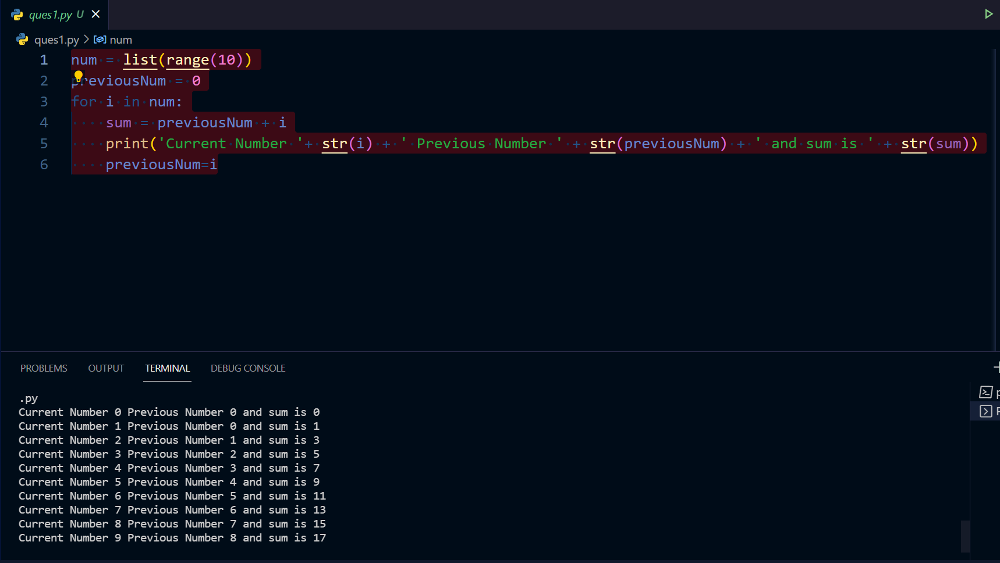 ques1.py U
ques1.py > num
1 num = list(range(10))
2 previousNum = 0
3 for i in num:
4     sum = previousNum + i
5     print('Current Number '+ str(i) + ' Previous Number ' + str(previousNum) + ' and sum is ' + str(sum))
6     previousNum=i
PROBLEMS OUTPUT TERMINAL DEBUG CONSOLE
.py
Current Number 0 Previous Number 0 and sum is 0
Current Number 1 Previous Number 0 and sum is 1
Current Number 2 Previous Number 1 and sum is 3
Current Number 3 Previous Number 2 and sum is 5
Current Number 4 Previous Number 3 and sum is 7
Current Number 5 Previous Number 4 and sum is 9
Current Number 6 Previous Number 5 and sum is 11
Current Number 7 Previous Number 6 and sum is 13
Current Number 8 Previous Number 7 and sum is 15
Current Number 9 Previous Number 8 and sum is 17